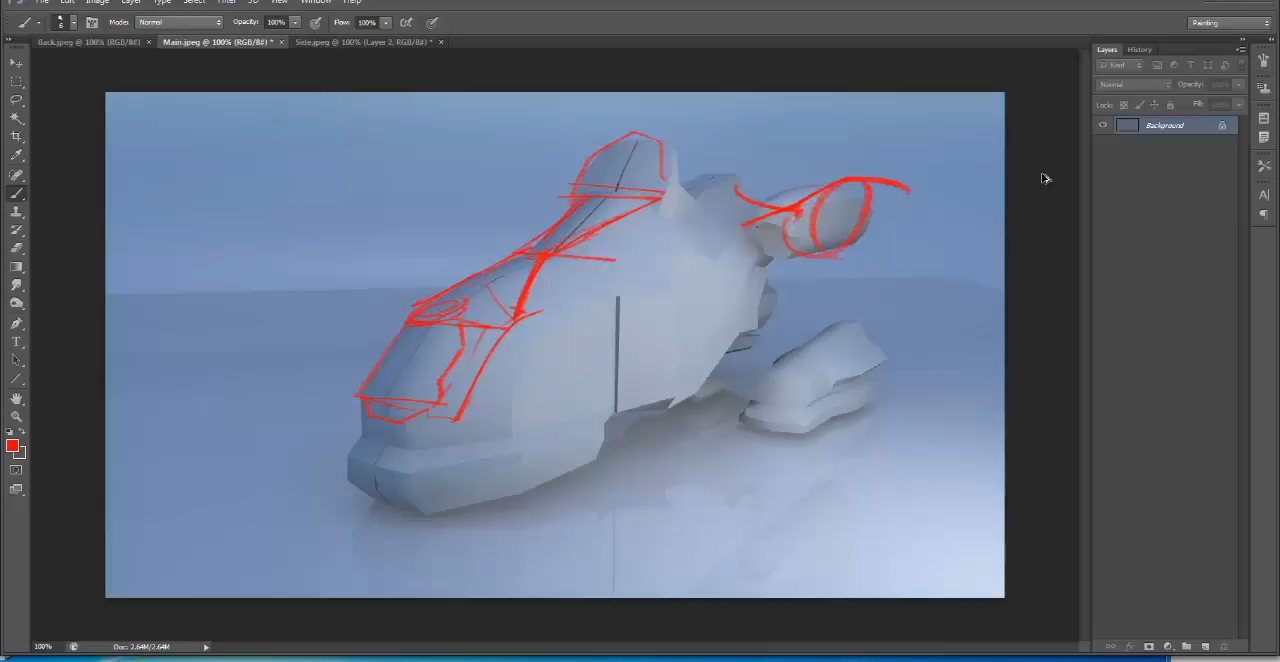 File Edit Image Layer Type Select Filter 3D View Window Help
6 Mode: Normal Opacity: 100% Flow: 100% Painting
Back.jpeg @ 100% (RGB/8#) × Main.jpeg @ 100% (RGB/8#) * × Side.jpeg @ 100% (Layer 2, RGB/8#) * ×
Layers History
Kind
Normal Opacity:
Lock: Fill:
Background
100% Doc: 2.64M/2.64M